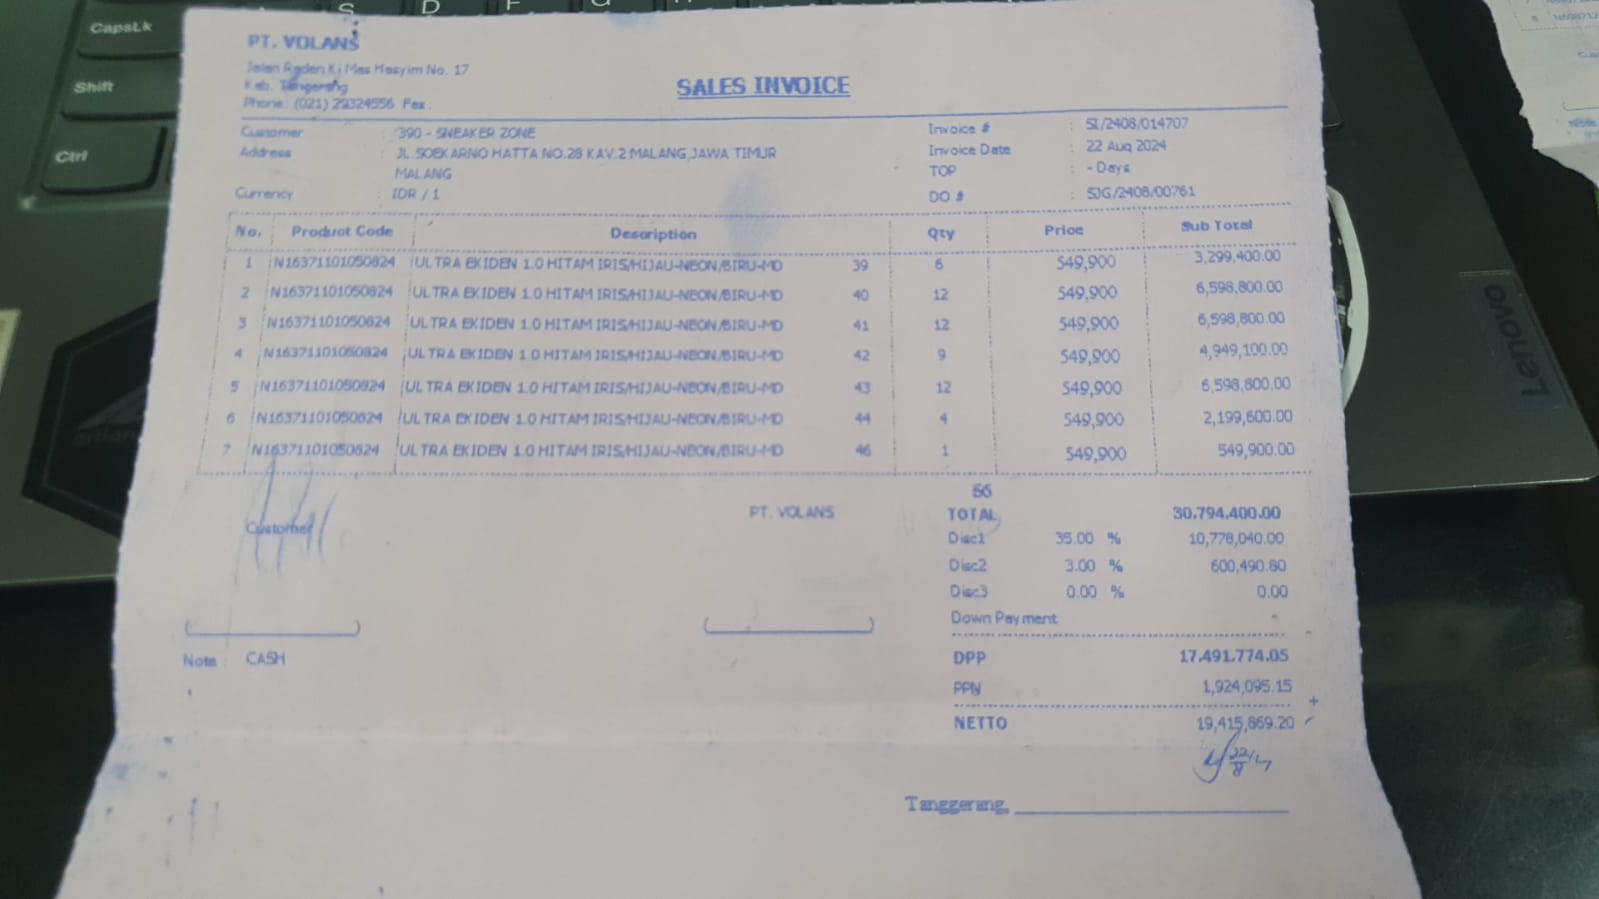 CapsLk
Shift
Ctrl
S D F G
PT. VOLANS
Jalan Raden Ki Mas Hasyim No. 17
Kab. Tangerang
Phone : (021) 29324556 Fax :
SALES INVOICE
Customer : 390 - SNEAKER ZONE
Address : JL.SOEKARNO HATTA NO.28 KAV.2 MALANG,JAWA TIMUR
MALANG
Currency : IDR / 1
Invoice # : SI/2408/014707
Invoice Date : 22 Aug 2024
TOP : - Days
DO # : SJG/2408/00761
No. Product Code Description Qty Price Sub Total
1 N16371101050824 ULTRA EKIDEN 1.0 HITAM IRIS/HIJAU-NEON/BIRU-MD 39 6 549,900 3,299,400.00
2 N16371101050824 ULTRA EKIDEN 1.0 HITAM IRIS/HIJAU-NEON/BIRU-MD 40 12 549,900 6,598,800.00
3 N16371101050824 ULTRA EKIDEN 1.0 HITAM IRIS/HIJAU-NEON/BIRU-MD 41 12 549,900 6,598,800.00
4 N16371101050824 ULTRA EKIDEN 1.0 HITAM IRIS/HIJAU-NEON/BIRU-MD 42 9 549,900 4,949,100.00
5 N16371101050824 ULTRA EKIDEN 1.0 HITAM IRIS/HIJAU-NEON/BIRU-MD 43 12 549,900 6,598,800.00
6 N16371101050824 ULTRA EKIDEN 1.0 HITAM IRIS/HIJAU-NEON/BIRU-MD 44 4 549,900 2,199,600.00
7 N16371101050824 ULTRA EKIDEN 1.0 HITAM IRIS/HIJAU-NEON/BIRU-MD 46 1 549,900 549,900.00
56
TOTAL 30.794.400.00
Disc1 35.00 % 10,778,040.00
Disc2 3.00 % 600,490.80
Disc3 0.00 % 0.00
Down Payment -
DPP 17.491.774.05
PPN 1,924,095.15
+
NETTO 19,415,869.20
Customer
PT. VOLANS
Note : CASH
Tanggerang,
Lenovo